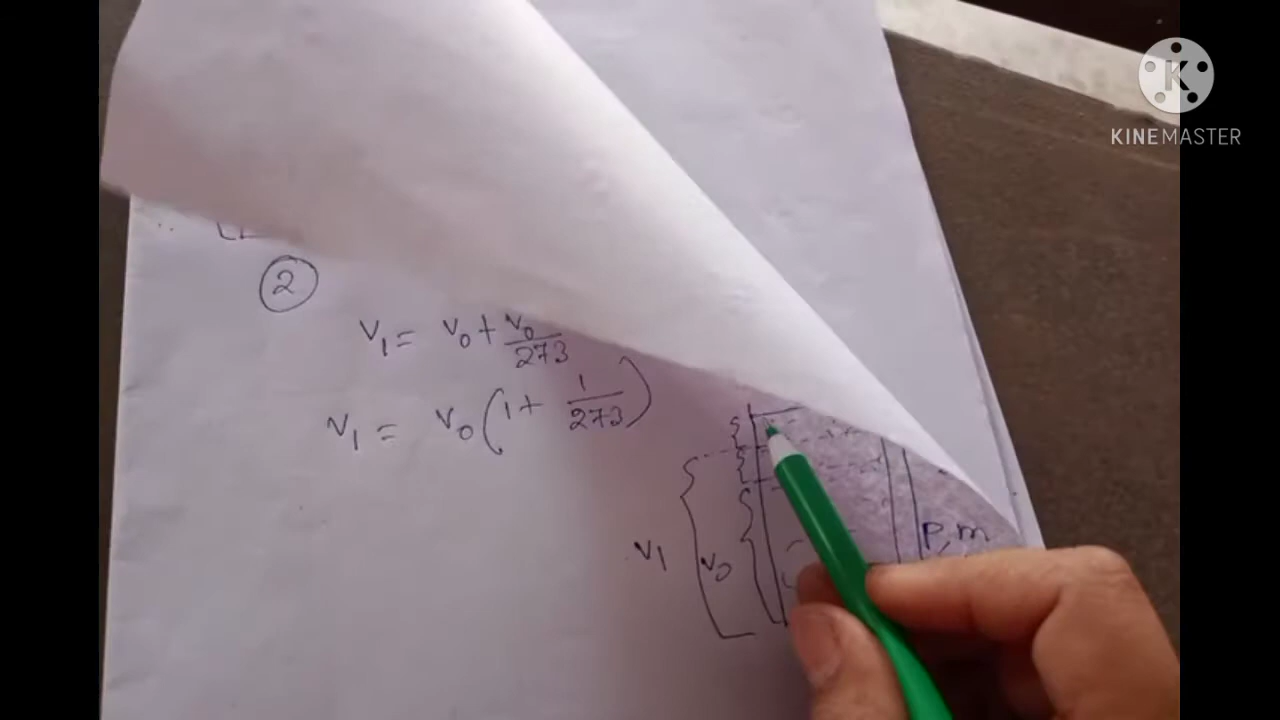 K
KINEMASTER
2
V₁ = V₀ + V₀/273
V₁ = V₀ (1 + 1/273)
V₁
V₀
P, m